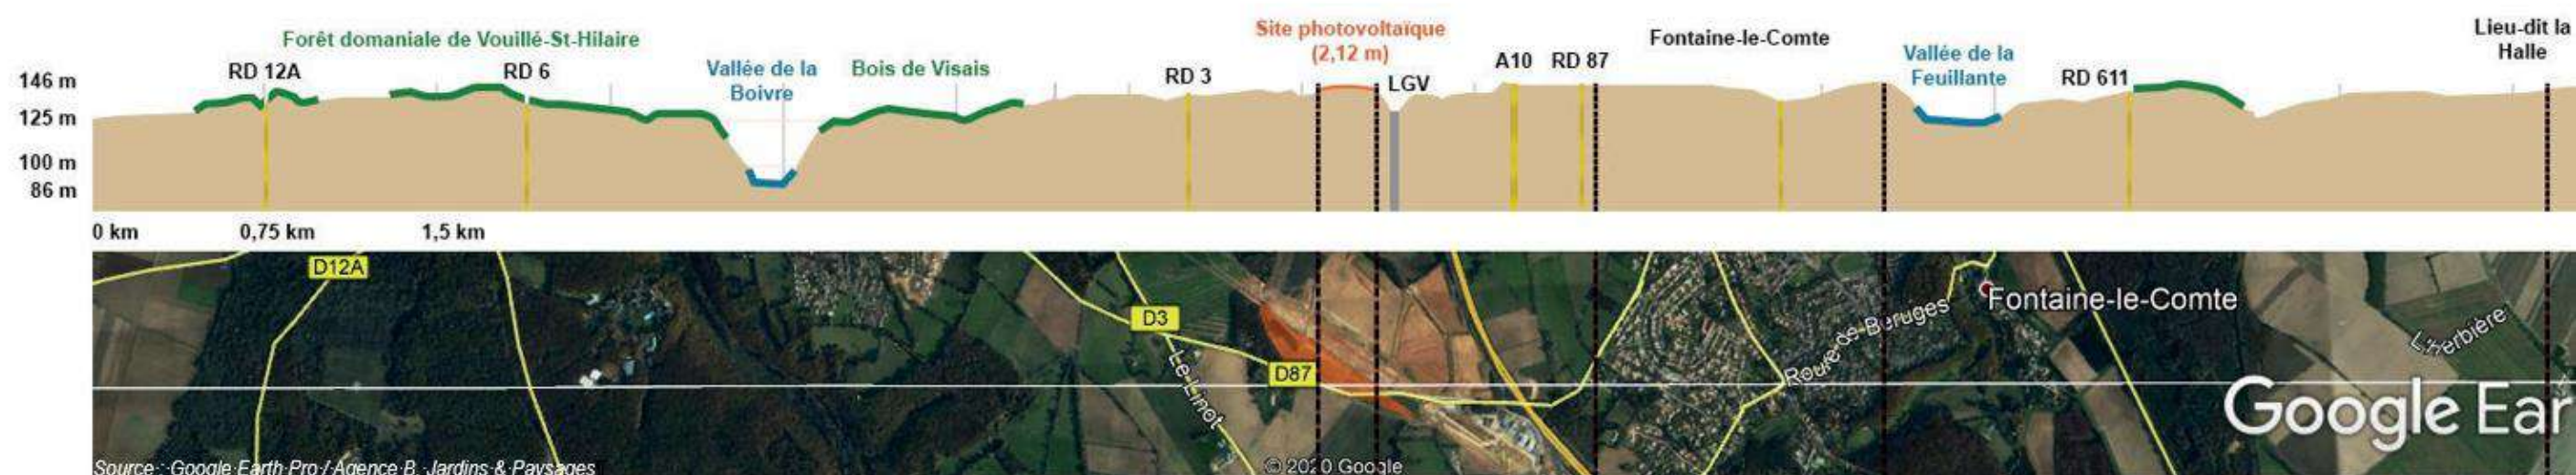 Forêt domaniale de Vouillé-St-Hilaire
Site photovoltaïque
(2,12 m)
Fontaine-le-Comte
Lieu-dit la
Halle
146 m
RD 12A
RD 6
Vallée de la
Boivre
Bois de Visais
RD 3
LGV
A10
RD 87
Vallée de la
Feuillante
RD 611
125 m
100 m
86 m
0 km
0,75 km
1,5 km
D12A
D3
D87
Le-Linot
Route de Beruges
Fontaine-le-Comte
L'Herbière
Google Ear
Source : Google Earth Pro / Agence B. Jardins & Paysages
© 2020 Google